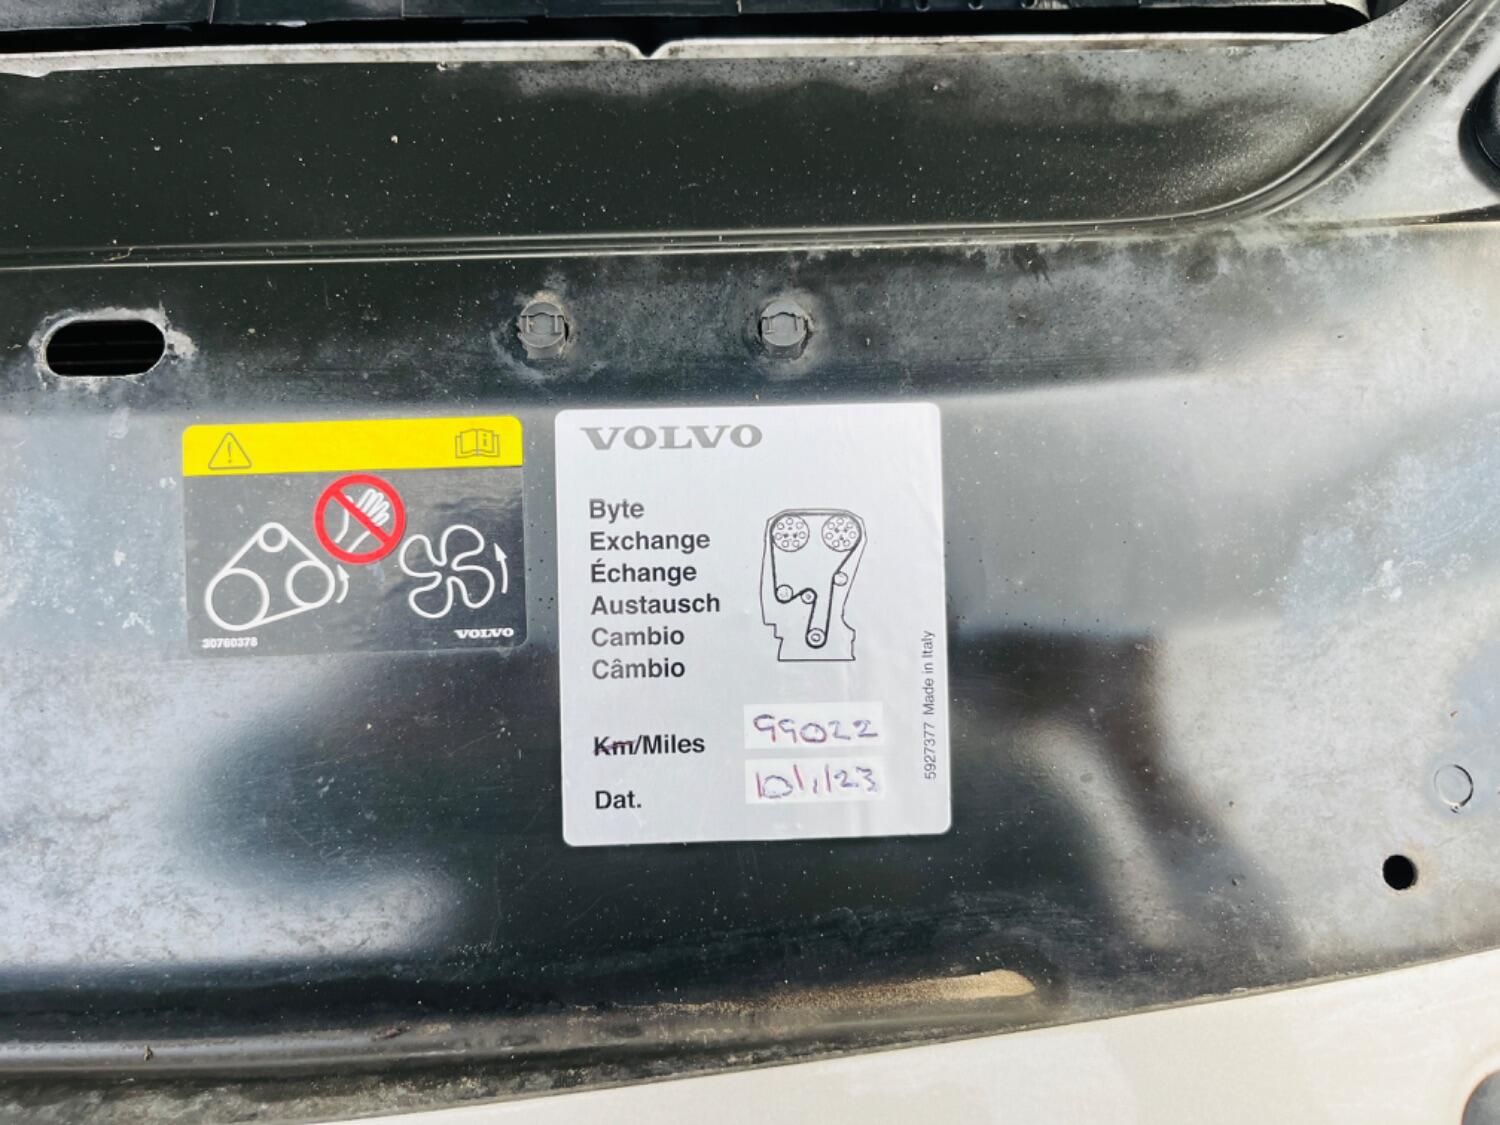 30760378
VOLVO
VOLVO
Byte
Exchange
Échange
Austausch
Cambio
Câmbio
Km/Miles 99022
Dat. 10/1/23
5927377 Made in Italy